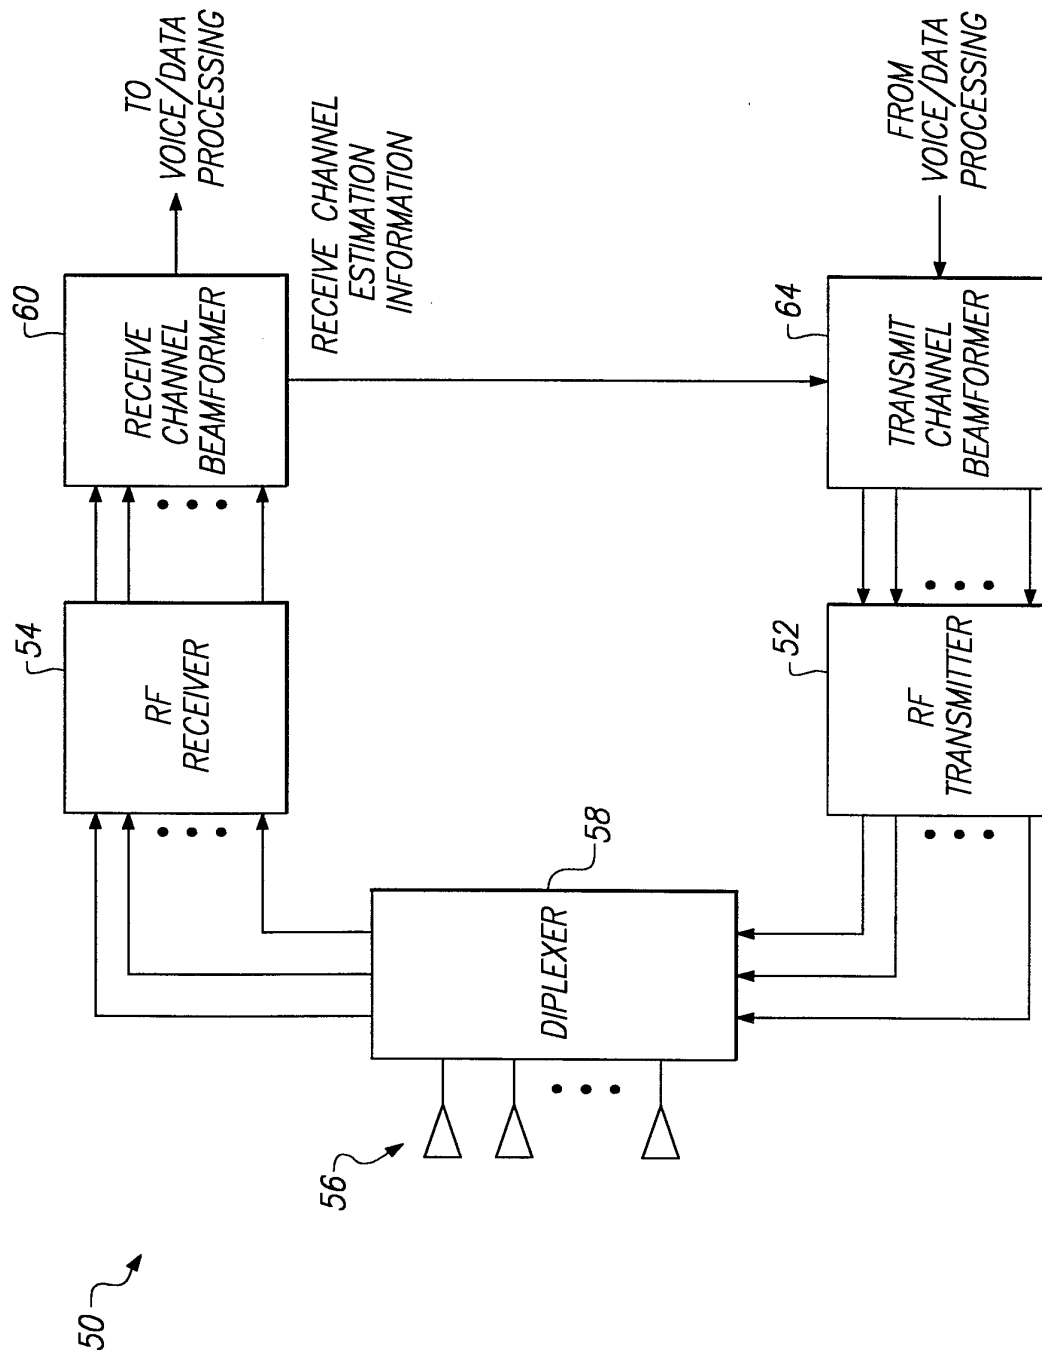 50
56
58
DIPLEXER
54
RF
RECEIVER
60
RECEIVE
CHANNEL
BEAMFORMER
TO
VOICE/DATA
PROCESSING
RECEIVE CHANNEL
ESTIMATION
INFORMATION
52
RF
TRANSMITTER
64
TRANSMIT
CHANNEL
BEAMFORMER
FROM
VOICE/DATA
PROCESSING